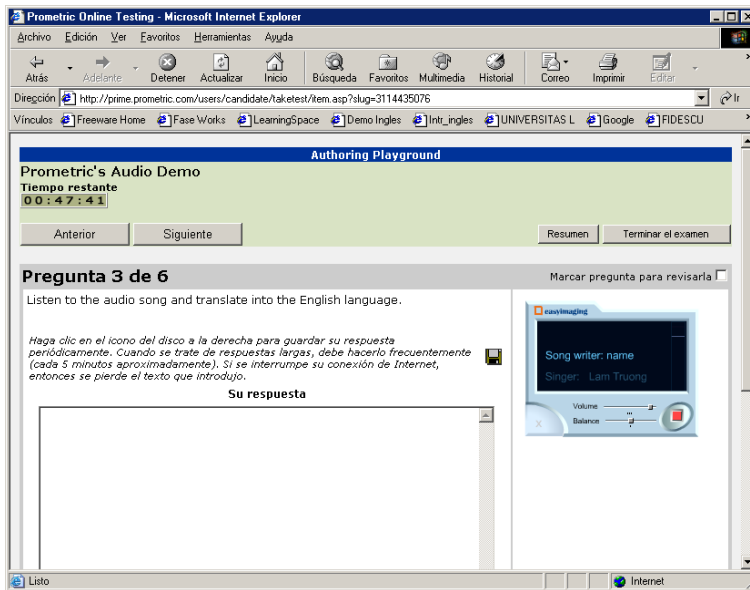 Prometric Online Testing - Microsoft Internet Explorer
Archivo Edición Ver Favoritos Herramientas Ayuda
Atrás Adelante Detener Actualizar Inicio Búsqueda Favoritos Multimedia Historial Correo Imprimir Editar
Dirección http://prime.prometric.com/users/candidate/taketest/item.asp?slug=3114435076 Ir
Vínculos Freeware Home Fase Works LearningSpace Demo Ingles Intr_ingles UNIVERSITAS L Google FIDESCU
Authoring Playground
Prometric's Audio Demo
Tiempo restante
00:47:41
Anterior Siguiente Resumen Terminar el examen
Pregunta 3 de 6 Marcar pregunta para revisarla
Listen to the audio song and translate into the English language.
easyimaging
Haga clic en el icono del disco a la derecha para guardar su respuesta
periódicamente. Cuando se trate de respuestas largas, debe hacerlo frecuentemente
(cada 5 minutos aproximadamente). Si se interrumpe su conexión de Internet,
entonces se pierde el texto que introdujo.
Song writer: name
Singer: Lam Truong
Su respuesta
Volume
Balance
X
Listo Internet